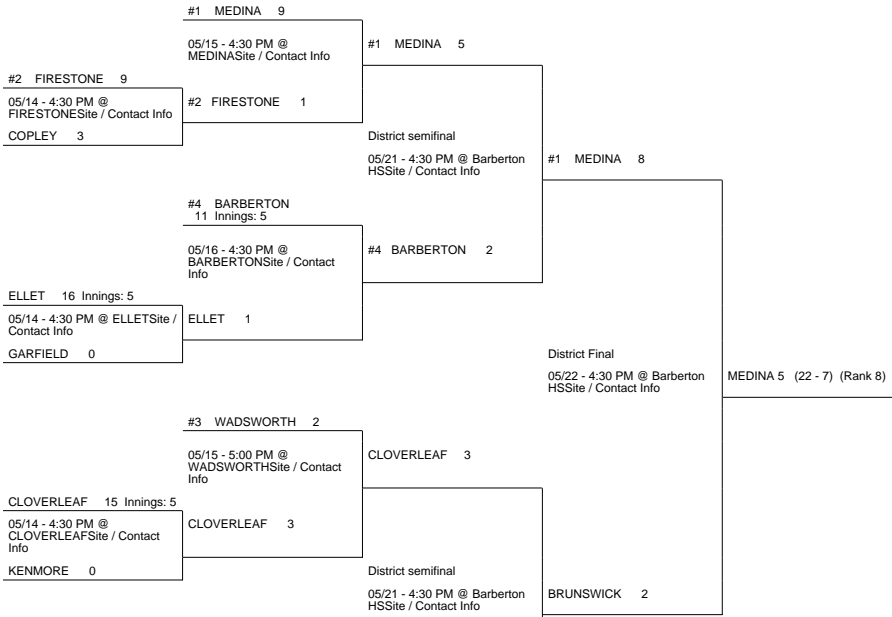 #1 MEDINA 9
05/15 - 4:30 PM @
MEDINASite / Contact Info
#1 MEDINA 5
#2 FIRESTONE 9
05/14 - 4:30 PM @
FIRESTONESite / Contact Info
#2 FIRESTONE 1
COPLEY 3
District semifinal
05/21 - 4:30 PM @ Barberton
HSSite / Contact Info
#1 MEDINA 8
#4 BARBERTON
11 Innings: 5
05/16 - 4:30 PM @
BARBERTONSite / Contact
Info
#4 BARBERTON 2
ELLET 16 Innings: 5
05/14 - 4:30 PM @ ELLETSite /
Contact Info
ELLET 1
GARFIELD 0
District Final
05/22 - 4:30 PM @ Barberton
HSSite / Contact Info
MEDINA 5 (22 - 7) (Rank 8)
#3 WADSWORTH 2
05/15 - 5:00 PM @
WADSWORTHSite / Contact
Info
CLOVERLEAF 3
CLOVERLEAF 15 Innings: 5
05/14 - 4:30 PM @
CLOVERLEAFSite / Contact
Info
CLOVERLEAF 3
KENMORE 0
District semifinal
05/21 - 4:30 PM @ Barberton
HSSite / Contact Info
BRUNSWICK 2